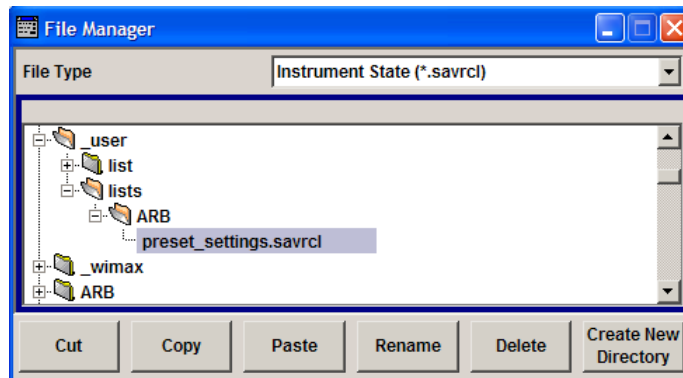 File Manager
File Type
Instrument State (*.savrcl)
_user
list
lists
ARB
preset_settings.savrcl
_wimax
ARB
Cut Copy Paste Rename Delete Create New
Directory